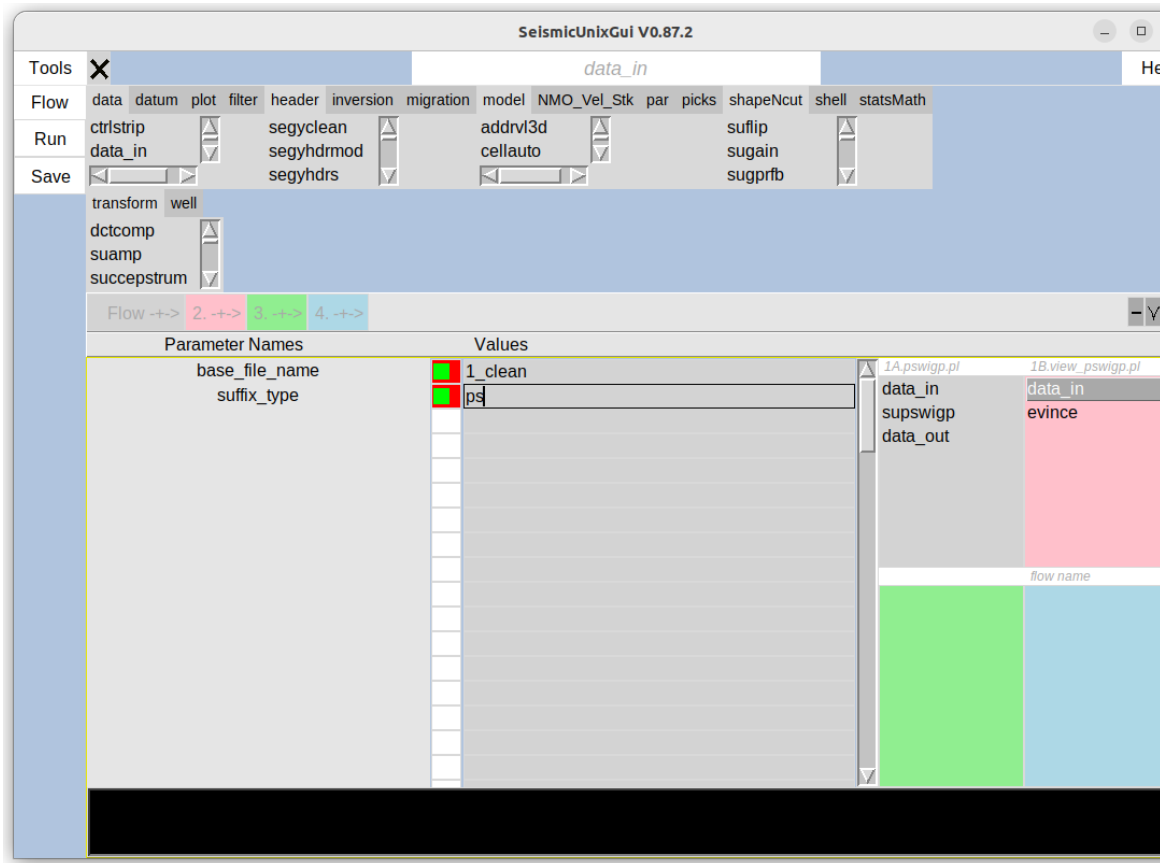 SeismicUnixGui V0.87.2
Tools data_in He
Flow data datum plot filter header inversion migration model NMO_Vel_Stk par picks shapeNcut shell statsMath
Run ctrlstrip segyclean addrvl3d suflip
data_in segyhdrmod cellauto sugain
Save segyhdrs sugprfb
transform well
dctcomp
suamp
succepstrum
Flow -+-> 2. -+-> 3. -+-> 4. -+->
Parameter Names Values
base_file_name 1_clean 1A.pswigp.pl 1B.view_pswigp.pl
suffix_type ps data_in data_in
supswigp evince
data_out
flow name